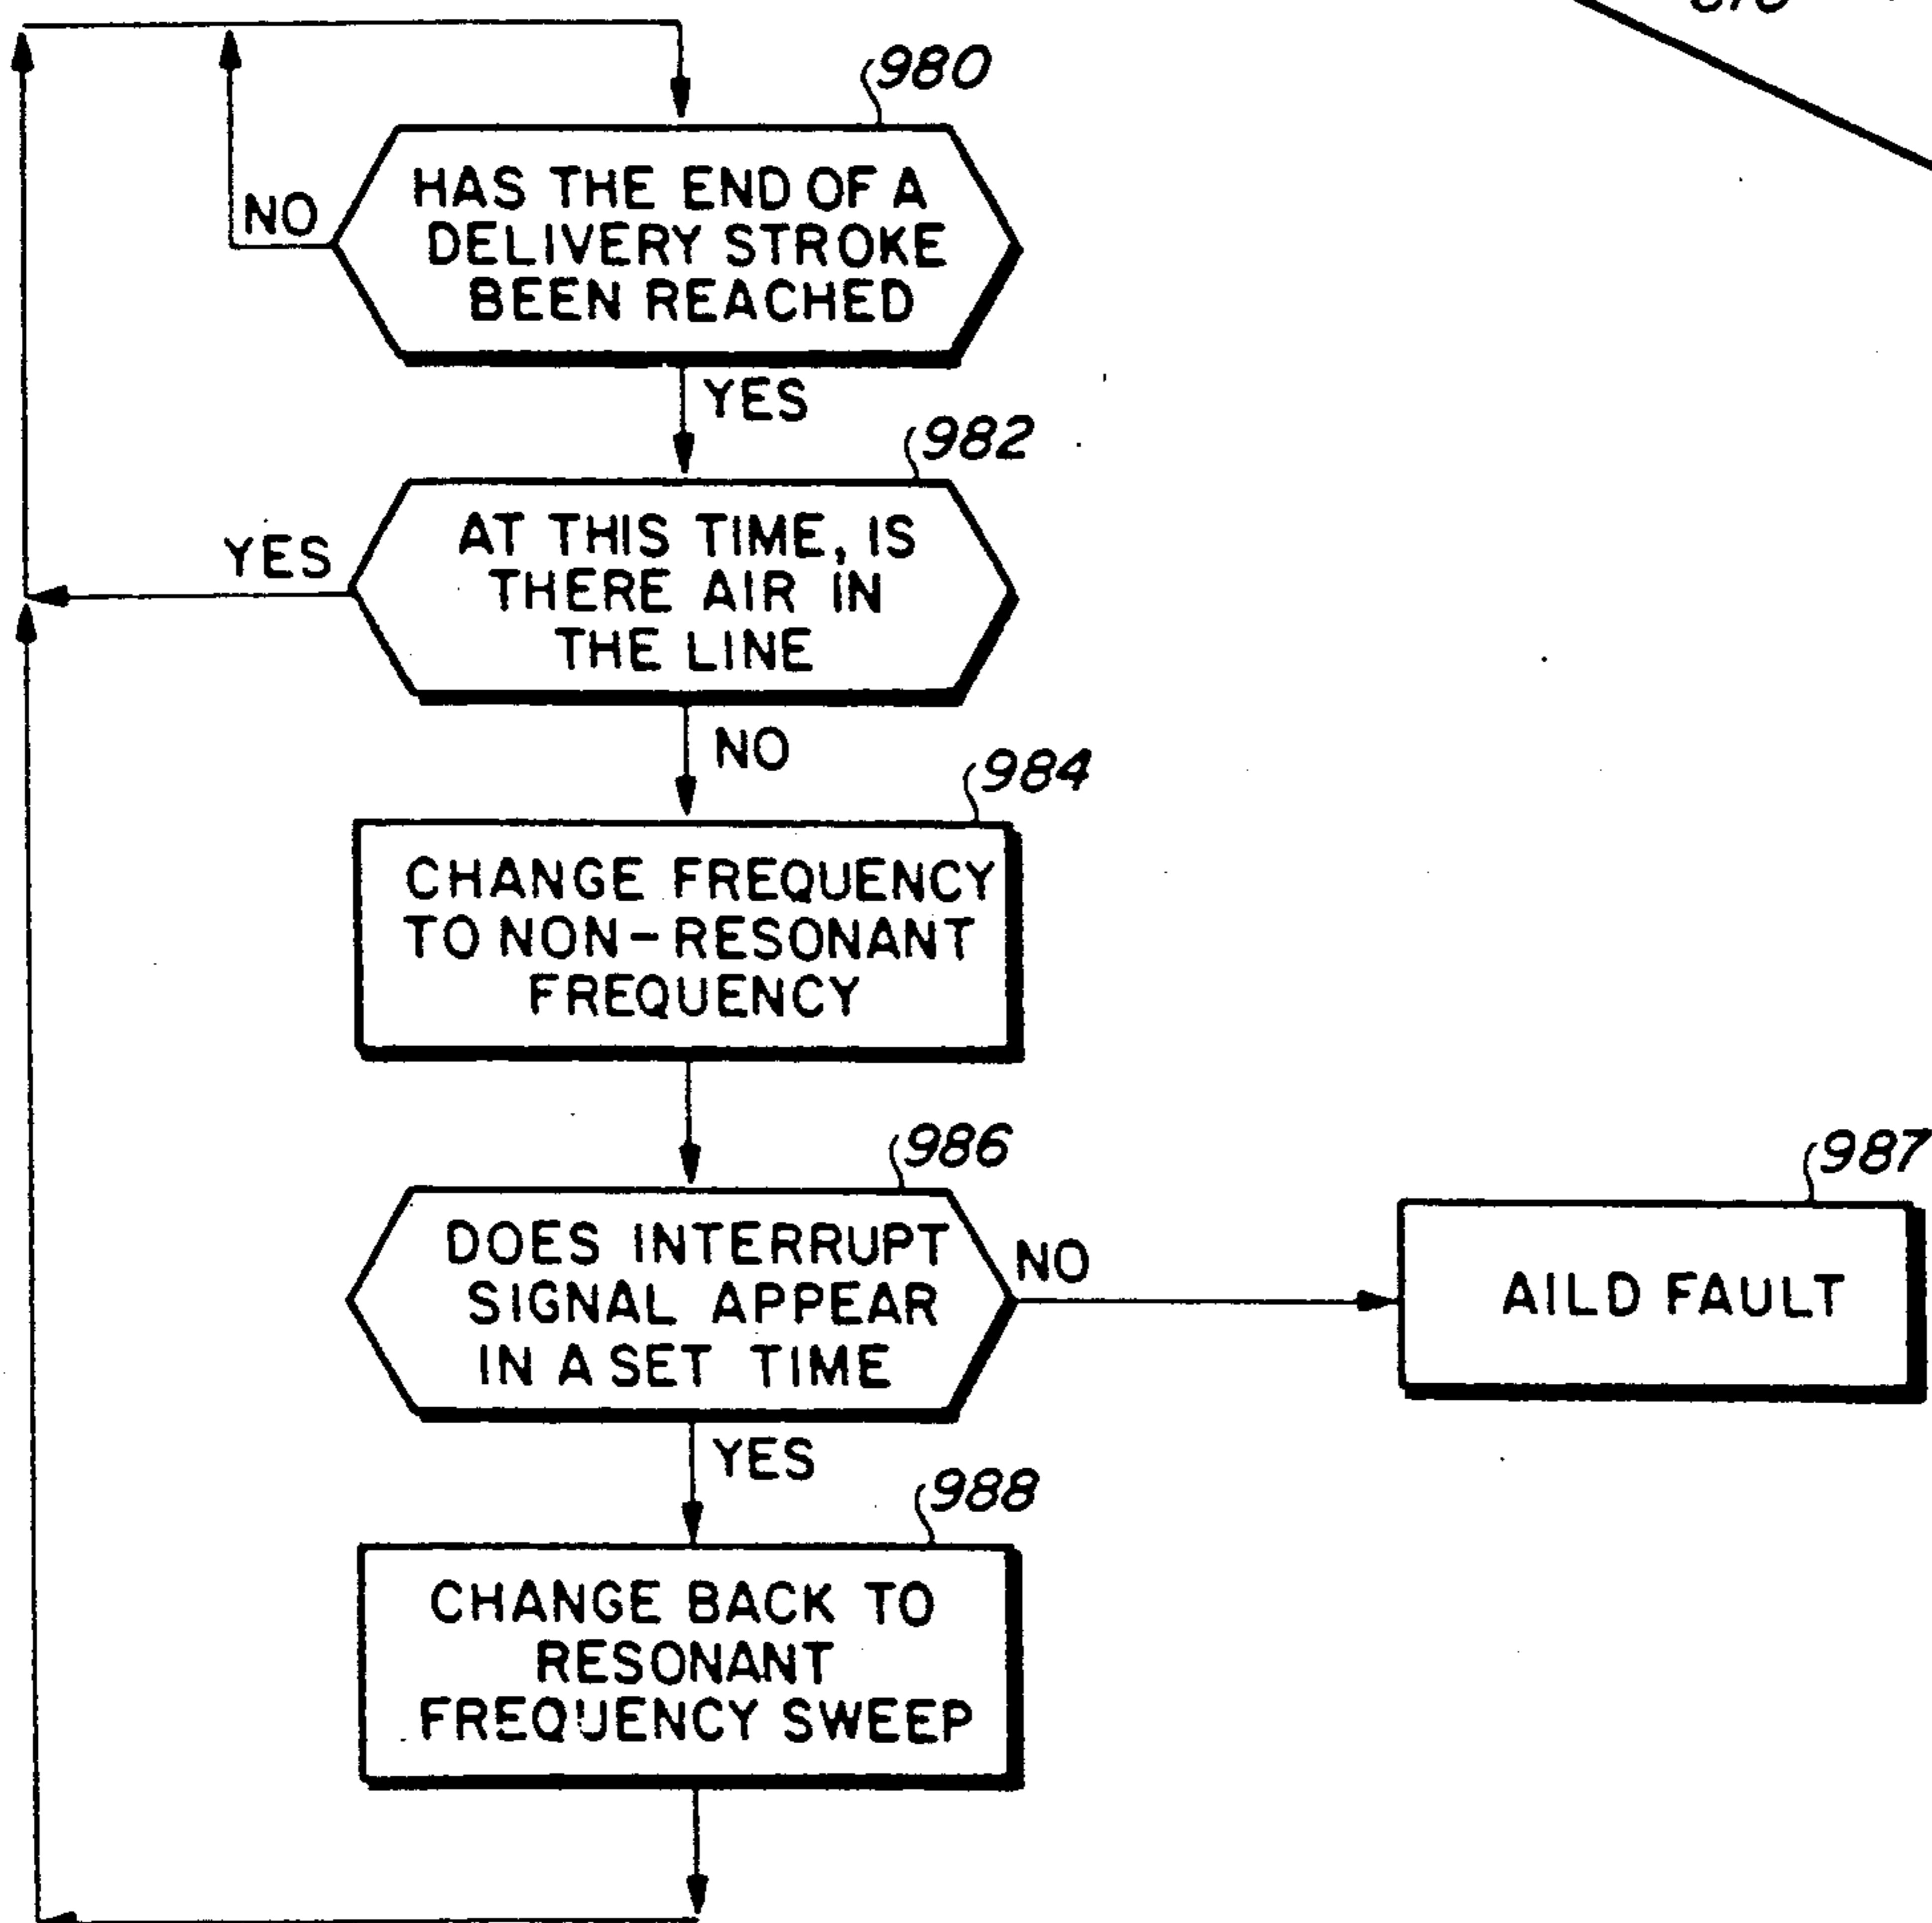 980
HAS THE END OF A
DELIVERY STROKE
BEEN REACHED
NO
YES
982
AT THIS TIME, IS
THERE AIR IN
THE LINE
YES
NO
984
CHANGE FREQUENCY
TO NON-RESONANT
FREQUENCY
986
DOES INTERRUPT
SIGNAL APPEAR
IN A SET TIME
NO
987
AILD FAULT
YES
988
CHANGE BACK TO
RESONANT
FREQUENCY SWEEP